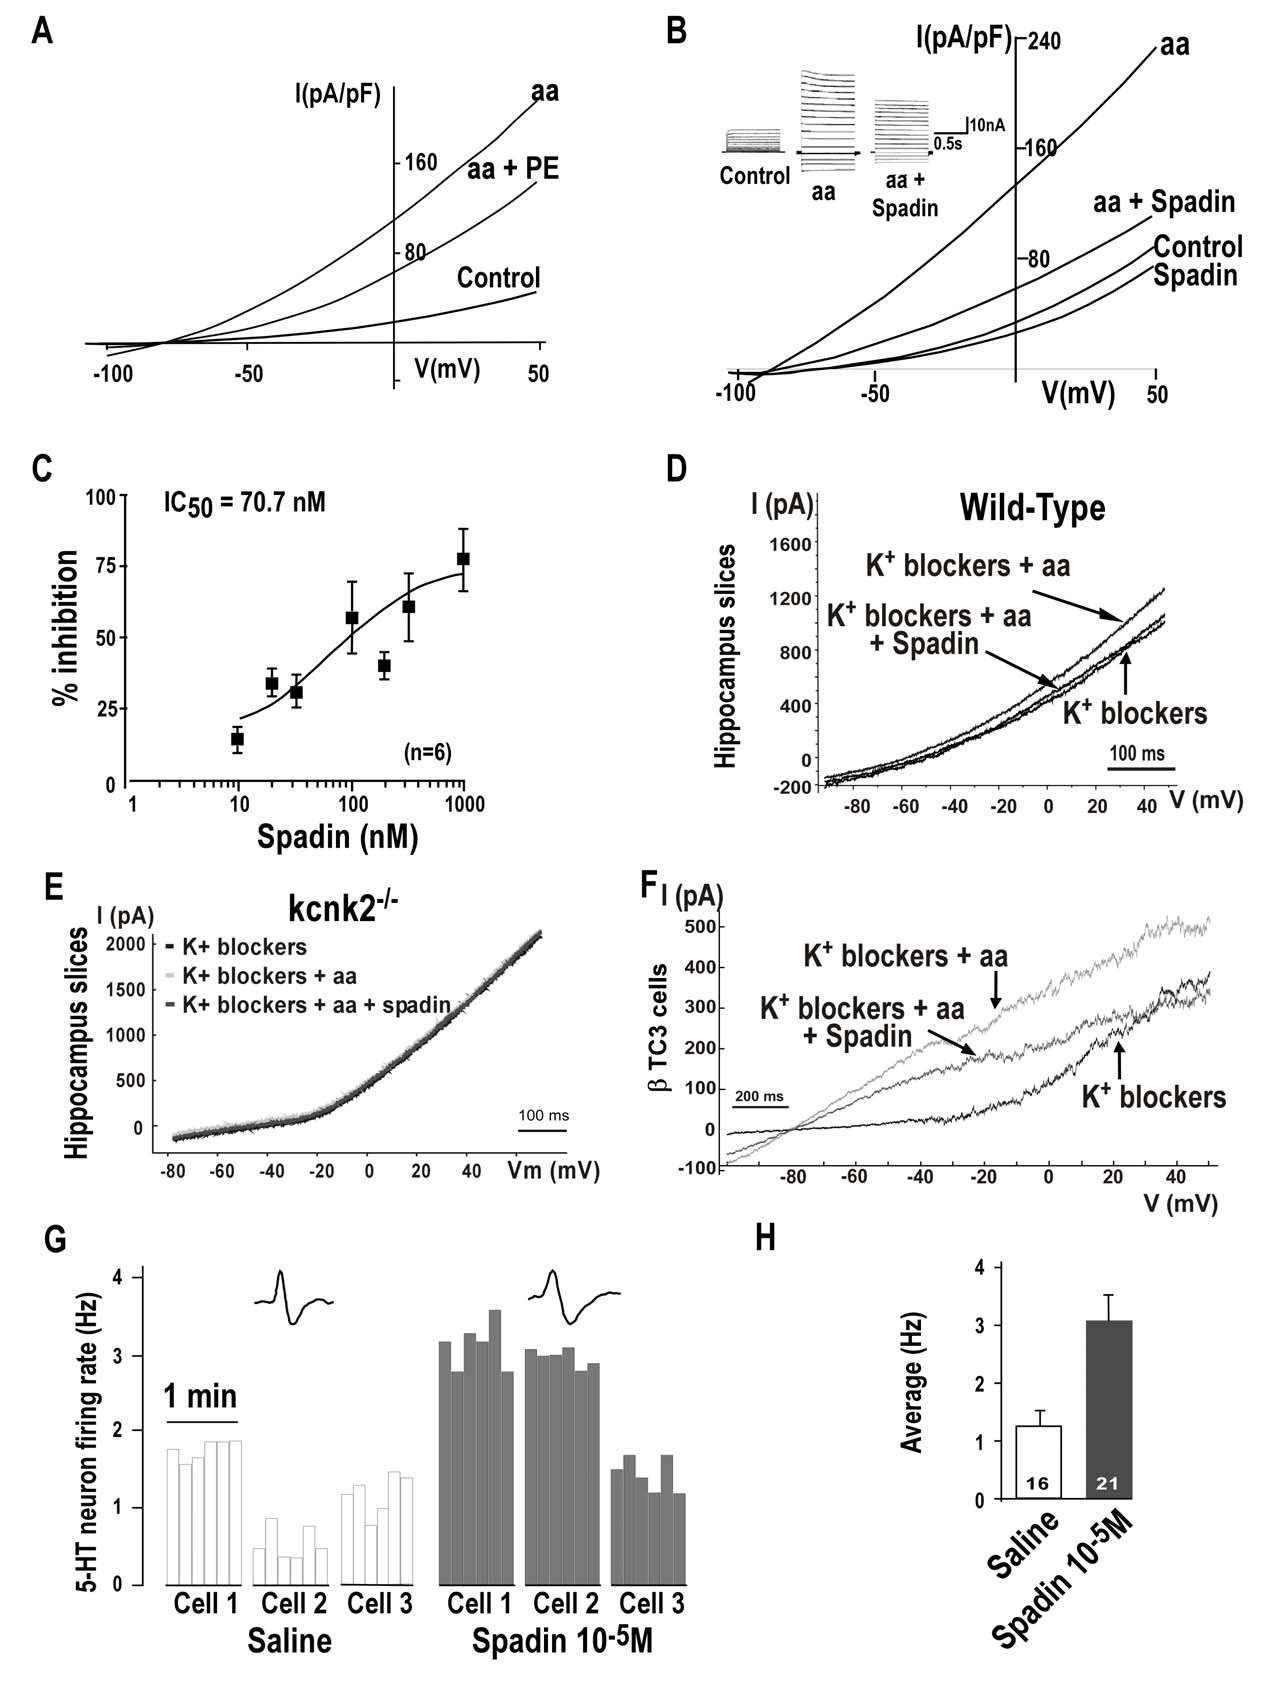 A
I(pA/pF)
aa
160
aa + PE
80
Control
-100
-50
V(mV)
50
B
I(pA/pF)
240
aa
10nA
0.5s
160
Control
aa
aa +
Spadin
aa + Spadin
80
Control
Spadin
-100
-50
V(mV)
50
C
100
75
50
25
0
% inhibition
IC50 = 70.7 nM
(n=6)
1
10
100
1000
Spadin (nM)
D
Hippocampus slices
I (pA)
Wild-Type
1600
1200
800
400
0
-200
K+ blockers + aa
K+ blockers + aa
+ Spadin
K+ blockers
100 ms
-80
-60
-40
-20
0
20
40
V (mV)
E
Hippocampus slices
I (pA)
kcnk2-/-
2000
1500
1000
500
0
K+ blockers
K+ blockers + aa
K+ blockers + aa + spadin
100 ms
-80
-60
-40
-20
0
20
40
Vm (mV)
F
I (pA)
β TC3 cells
500
400
300
200
100
0
-100
K+ blockers + aa
K+ blockers + aa
+ Spadin
K+ blockers
200 ms
-80
-60
-40
-20
0
20
40
V (mV)
G
5-HT neuron firing rate (Hz)
4
3
2
1
0
1 min
Cell 1
Cell 2
Cell 3
Saline
Cell 1
Cell 2
Cell 3
Spadin 10-5M
H
Average (Hz)
4
3
2
1
0
16
21
Saline
Spadin 10-5M